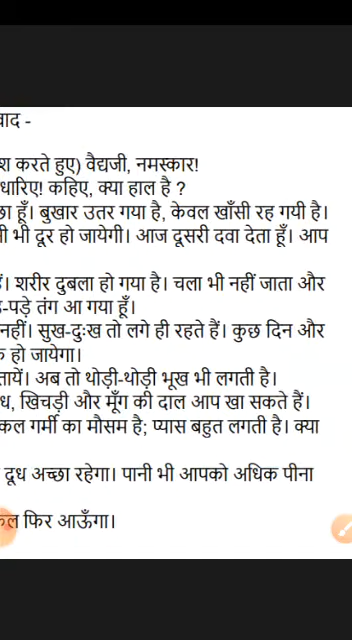 वाद -
श करते हुए) वैद्यजी, नमस्कार!
धारिए! कहिए, क्या हाल है ?
छा हूँ। बुखार उतर गया है, केवल खाँसी रह गयी है।
सी भी दूर हो जायेगी। आज दूसरी दवा देता हूँ। आप
हैं। शरीर दुबला हो गया है। चला भी नहीं जाता और
-पड़े तंग आ गया हूँ।
नहीं। सुख-दुःख तो लगे ही रहते हैं। कुछ दिन और
क हो जायेगा।
तायें। अब तो थोड़ी-थोड़ी भूख भी लगती है।
ध, खिचड़ी और मूँग की दाल आप खा सकते हैं।
कल गर्मी का मौसम है; प्यास बहुत लगती है। क्या
दूध अच्छा रहेगा। पानी भी आपको अधिक पीना
कल फिर आऊँगा।